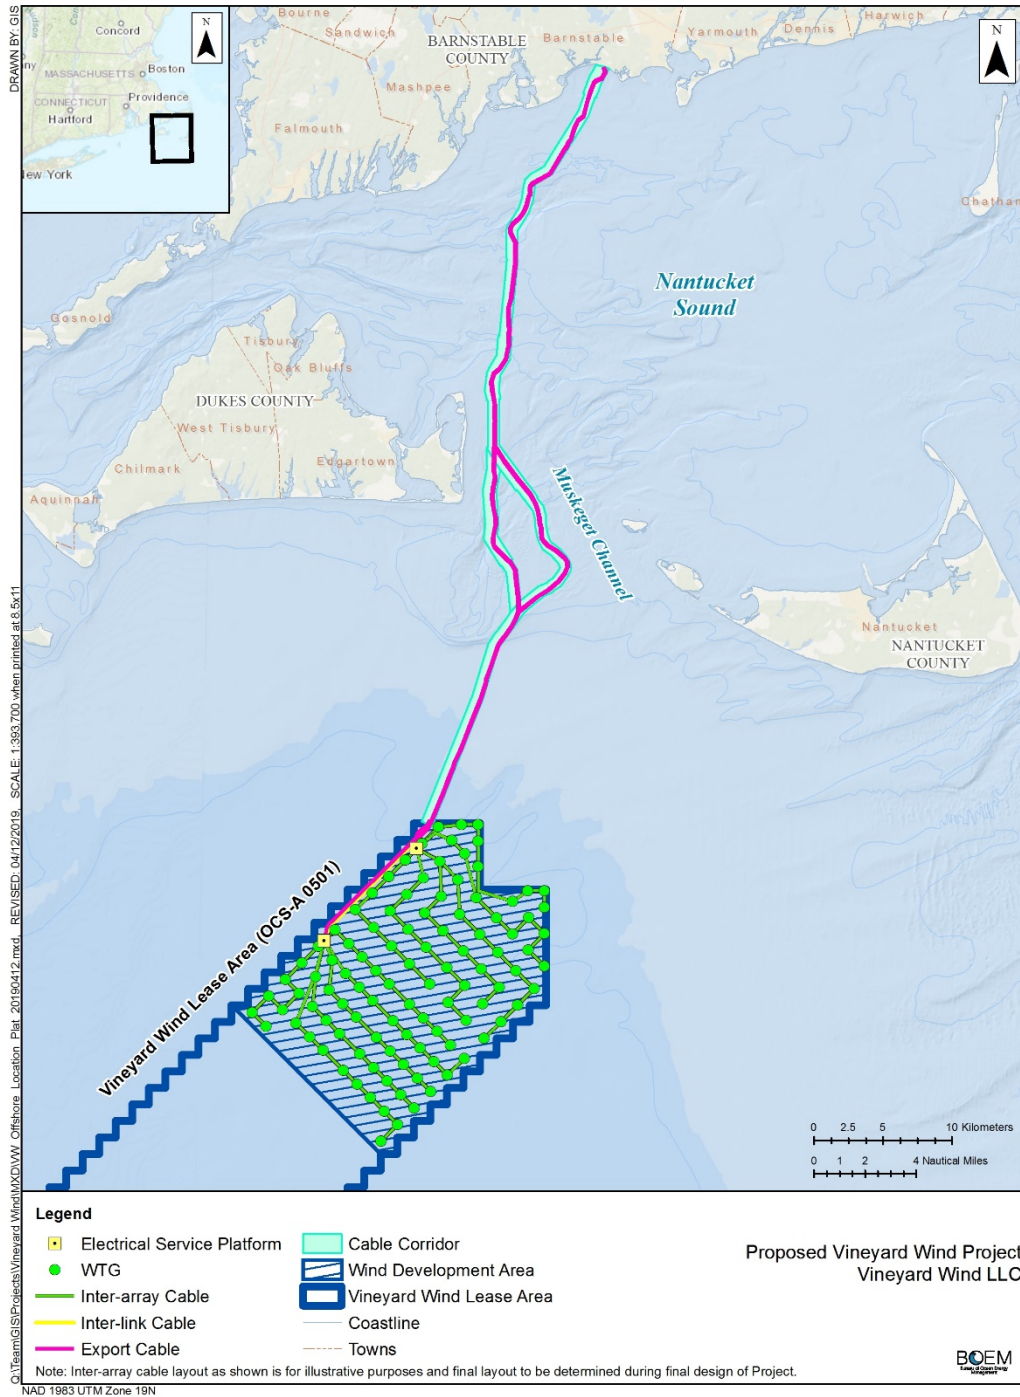 DRAWN BY: GIS
Concord
MASSACHUSETTS
Boston
CONNECTICUT
Providence
Hartford
New York
N
N
Bourne
Sandwich
BARNSTABLE
COUNTY
Barnstable
Yarmouth
Dennis
Harwich
Mashpee
Falmouth
Chatham
Nantucket
Sound
Gosnold
Tisbury
Oak Bluffs
DUKES COUNTY
West Tisbury
Chilmark
Edgartown
Aquinnah
Muskeget Channel
Nantucket
NANTUCKET
COUNTY
Vineyard Wind Lease Area (OCS-A 0501)
0 2.5 5 10 Kilometers
0 1 2 4 Nautical Miles
Q:\Team\GIS\Projects\Vineyard Wind\MXD\VW_Offshore_Location_Plat_20190412.mxd, REVISED: 04/12/2019, SCALE: 1:393,700 when printed at 8.5x11
Legend
Electrical Service Platform
WTG
Inter-array Cable
Inter-link Cable
Export Cable
Cable Corridor
Wind Development Area
Vineyard Wind Lease Area
Coastline
Towns
Proposed Vineyard Wind Project
Vineyard Wind LLC
Note: Inter-array cable layout as shown is for illustrative purposes and final layout to be determined during final design of Project.
BOEM
Bureau of Ocean Energy
Management
NAD 1983 UTM Zone 19N